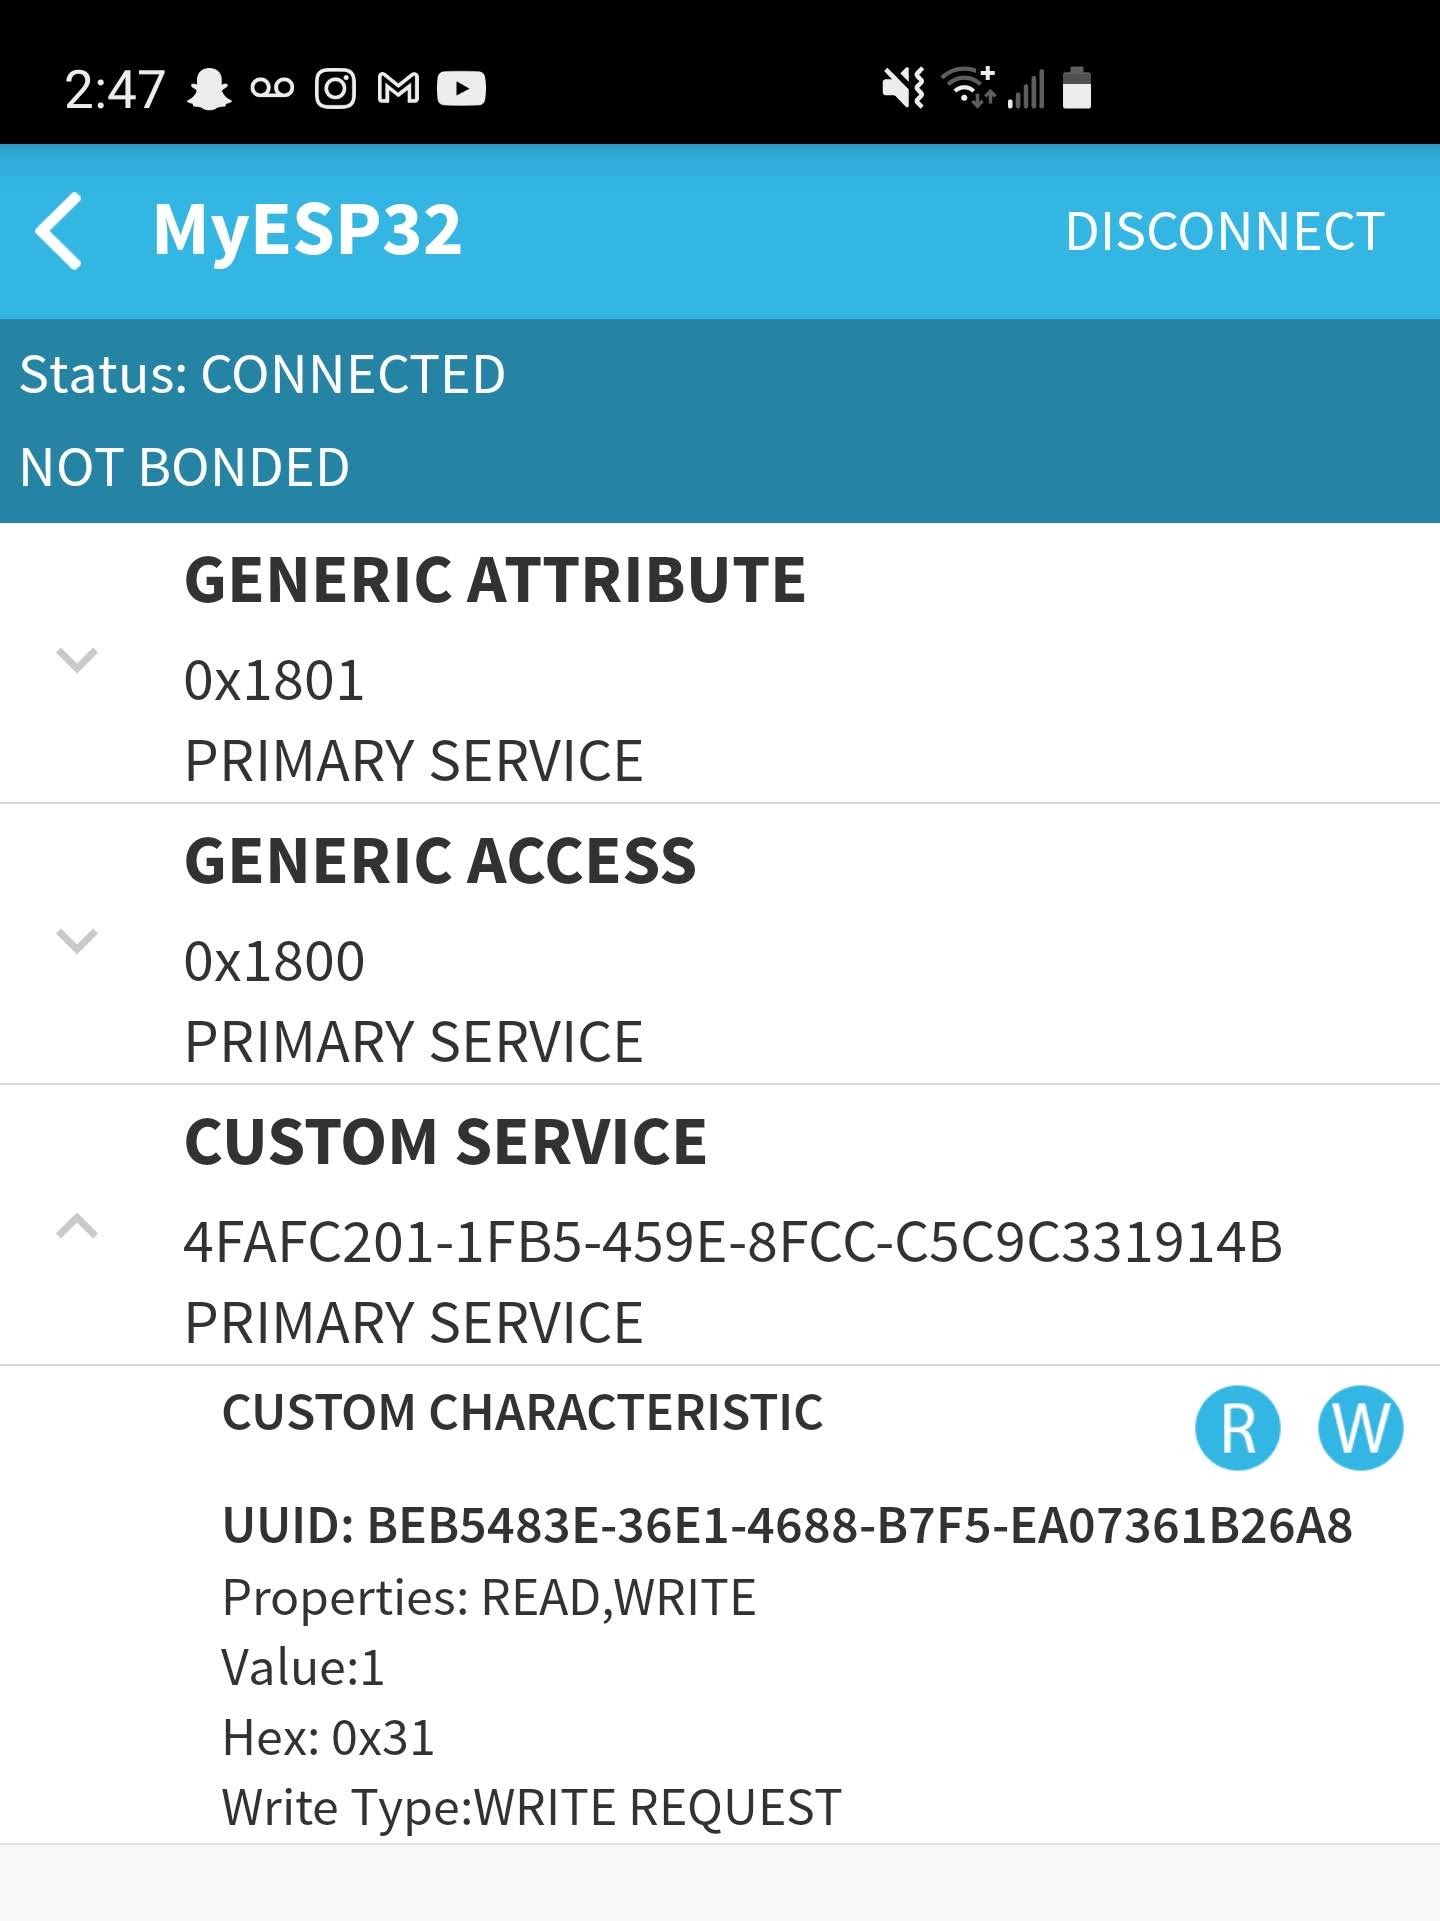 2:47
MyESP32
DISCONNECT
Status: CONNECTED
NOT BONDED
GENERIC ATTRIBUTE
0x1801
PRIMARY SERVICE
GENERIC ACCESS
0x1800
PRIMARY SERVICE
CUSTOM SERVICE
4FAFC201-1FB5-459E-8FCC-C5C9C331914B
PRIMARY SERVICE
CUSTOM CHARACTERISTIC
R W
UUID: BEB5483E-36E1-4688-B7F5-EA07361B26A8
Properties: READ,WRITE
Value:1
Hex: 0x31
Write Type:WRITE REQUEST